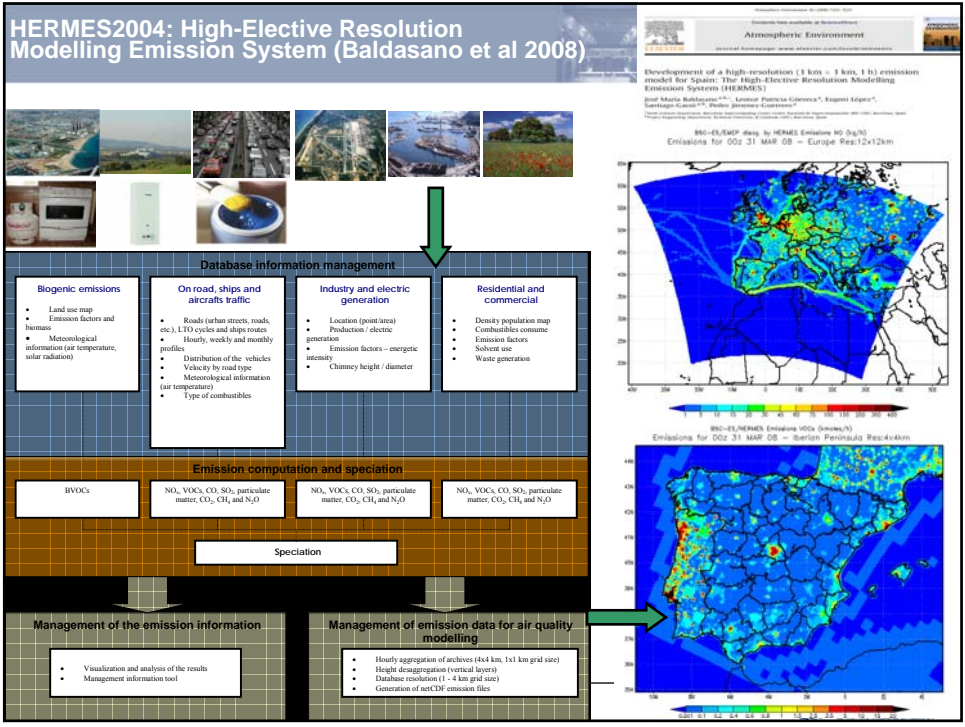 HERMES2004: High-Elective Resolution
Modelling Emission System (Baldasano et al 2008)
Contents lists available at ScienceDirect
Atmospheric Environment
ELSEVIER
Development of a high-resolution (1 km × 1 km, 1 h) emission
model for Spain: The High-Elective Resolution Modelling
Emission System (HERMES)
BSC-ES/EMEP disag. by HERMES Emissions NO (kg/h)
Emissions for 00z 31 MAR 08 – Europe Res:12x12km
Database information management
Biogenic emissions
• Land use map
• Emission factors and
biomass
• Meteorological
information (air temperature,
solar radiation)
On road, ships and
aircrafts traffic
• Roads (urban streets, roads,
etc.), LTO cycles and ships routes
• Hourly, weekly and monthly
profiles
• Distribution of the vehicles
• Velocity by road type
• Meteorological information
(air temperature)
• Type of combustibles
Industry and electric
generation
• Location (point/area)
• Production / electric
generation
• Emission factors – energetic
intensity
• Chimney height / diameter
Residential and
commercial
• Density population map
• Combustibles consume
• Emission factors
• Solvent use
• Waste generation
Emission computation and speciation
BVOCs
NOx, VOCs, CO, SO2, particulate
matter, CO2, CH4 and N2O
NOx, VOCs, CO, SO2, particulate
matter, CO2, CH4 and N2O
NOx, VOCs, CO, SO2, particulate
matter, CO2, CH4 and N2O
Speciation
Management of the emission information
• Visualization and analysis of the results
• Management information tool
Management of emission data for air quality
modelling
• Hourly aggregation of archives (4x4 km, 1x1 km grid size)
• Height desaggregation (vertical layers)
• Database resolution (1 - 4 km grid size)
• Generation of netCDF emission files
BSC-ES/HERMES Emissions VOCs (kmoles/h)
Emissions for 00z 31 MAR 08 – Iberian Peninsula Res:4x4km